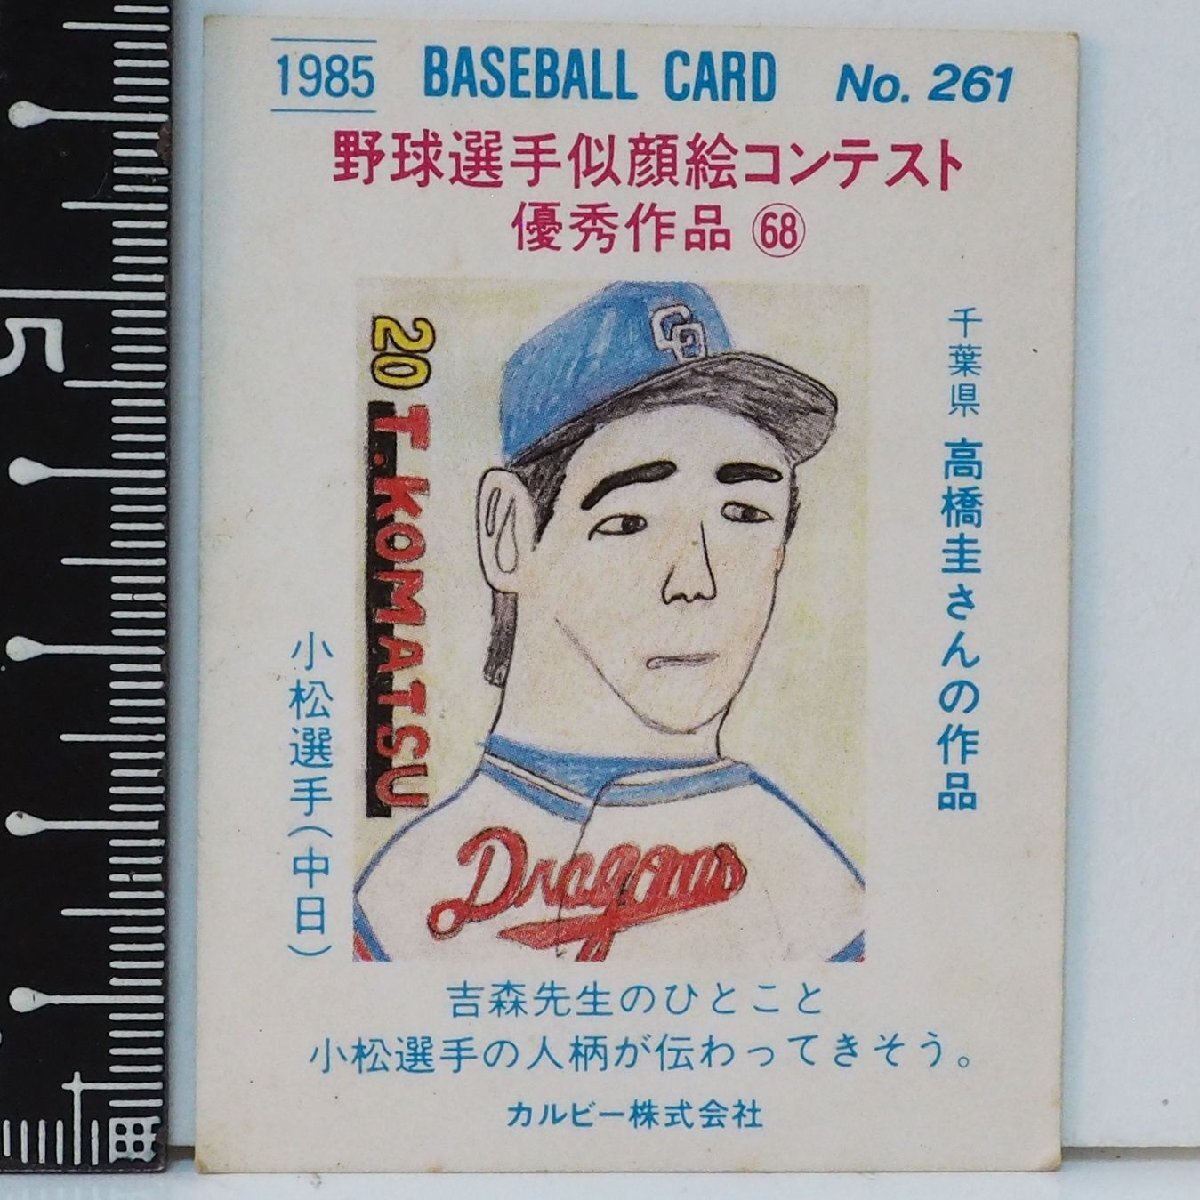 1985 BASEBALL CARD No. 261
野球選手似顔絵コンテスト
優秀作品 68
千葉県 高橋圭さんの作品
20 T.KOMATSU
CD
Dragons
小松選手(中日)
吉森先生のひとこと
小松選手の人柄が伝わってきそう。
カルビー株式会社
5